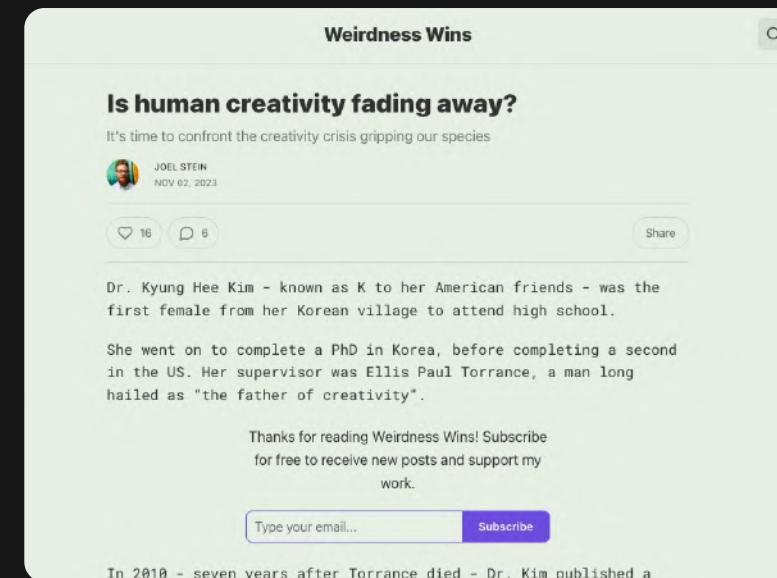 Weirdness Wins
Is human creativity fading away?
It's time to confront the creativity crisis gripping our species
JOEL STEIN
NOV 02, 2023
16
6
Share
Dr. Kyung Hee Kim – known as K to her American friends – was the
first female from her Korean village to attend high school.
She went on to complete a PhD in Korea, before completing a second
in the US. Her supervisor was Ellis Paul Torrance, a man long
hailed as "the father of creativity".
Thanks for reading Weirdness Wins! Subscribe
for free to receive new posts and support my
work.
Type your email...
Subscribe
In 2010 – seven years after Torrance died – Dr. Kim published a